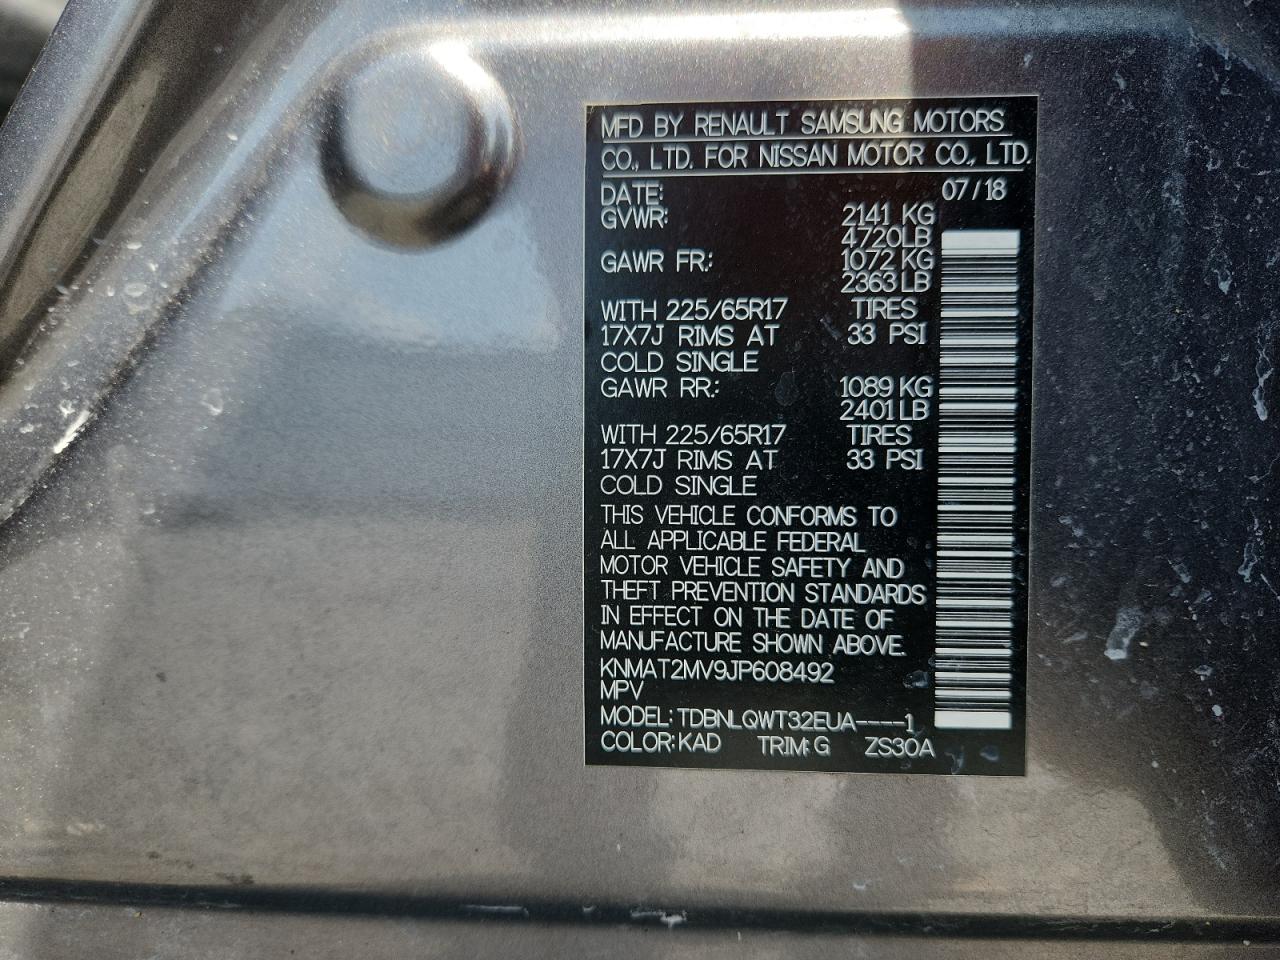 MFD BY RENAULT SAMSUNG MOTORS
CO., LTD. FOR NISSAN MOTOR CO., LTD.
DATE: 07/18
GVWR: 2141 KG
4720LB
GAWR FR.: 1072 KG
2363 LB
WITH 225/65R17 TIRES
17X7J RIMS AT 33 PSI
COLD SINGLE
GAWR RR.: 1089 KG
2401 LB
WITH 225/65R17 TIRES
17X7J RIMS AT 33 PSI
COLD SINGLE
THIS VEHICLE CONFORMS TO
ALL APPLICABLE FEDERAL
MOTOR VEHICLE SAFETY AND
THEFT PREVENTION STANDARDS
IN EFFECT ON THE DATE OF
MANUFACTURE SHOWN ABOVE.
KNMAT2MV9JP608492
MPV
MODEL: TDBNLQWT32EUA----1
COLOR: KAD TRIM: G ZS30A